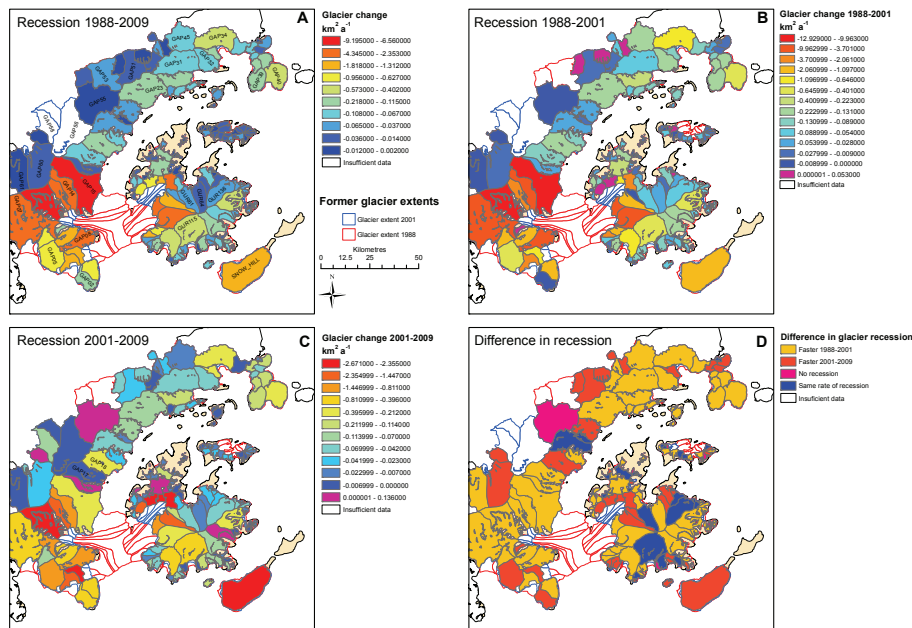 Recession 1988-2009
A
Glacier change
km² a⁻¹
-9.195000 - -6.560000
-4.345000 - -2.353000
-1.818000 - -1.312000
-0.956000 - -0.627000
-0.573000 - -0.402000
-0.218000 - -0.115000
-0.108000 - -0.067000
-0.065000 - -0.037000
-0.036000 - -0.014000
-0.012000 - 0.002000
Insufficient data
Former glacier extents
Glacier extent 2001
Glacier extent 1988
Kilometres
0 12.5 25 50
N
GAP45
GAP34
GAP31
GAP23
SNOW_HILL
GUR115
Recession 1988-2001
B
Glacier change 1988-2001
km² a⁻¹
-12.929000 - -9.963000
-9.962999 - -3.701000
-3.700999 - -2.061000
-2.060999 - -1.097000
-1.096999 - -0.646000
-0.645999 - -0.401000
-0.400999 - -0.223000
-0.222999 - -0.131000
-0.130999 - -0.089000
-0.088999 - -0.054000
-0.053999 - -0.028000
-0.027999 - -0.009000
-0.008999 - 0.000000
0.000001 - 0.053000
Insufficient data
Recession 2001-2009
C
Glacier change 2001-2009
km² a⁻¹
-2.671000 - -2.355000
-2.354999 - -1.447000
-1.446999 - -0.811000
-0.810999 - -0.396000
-0.395999 - -0.212000
-0.211999 - -0.114000
-0.113999 - -0.070000
-0.069999 - -0.042000
-0.041999 - -0.023000
-0.022999 - -0.007000
-0.006999 - 0.000000
0.000001 - 0.136000
Insufficient data
Difference in recession
D
Difference in glacier recession
Faster 1988-2001
Faster 2001-2009
No recession
Same rate of recession
Insufficient data